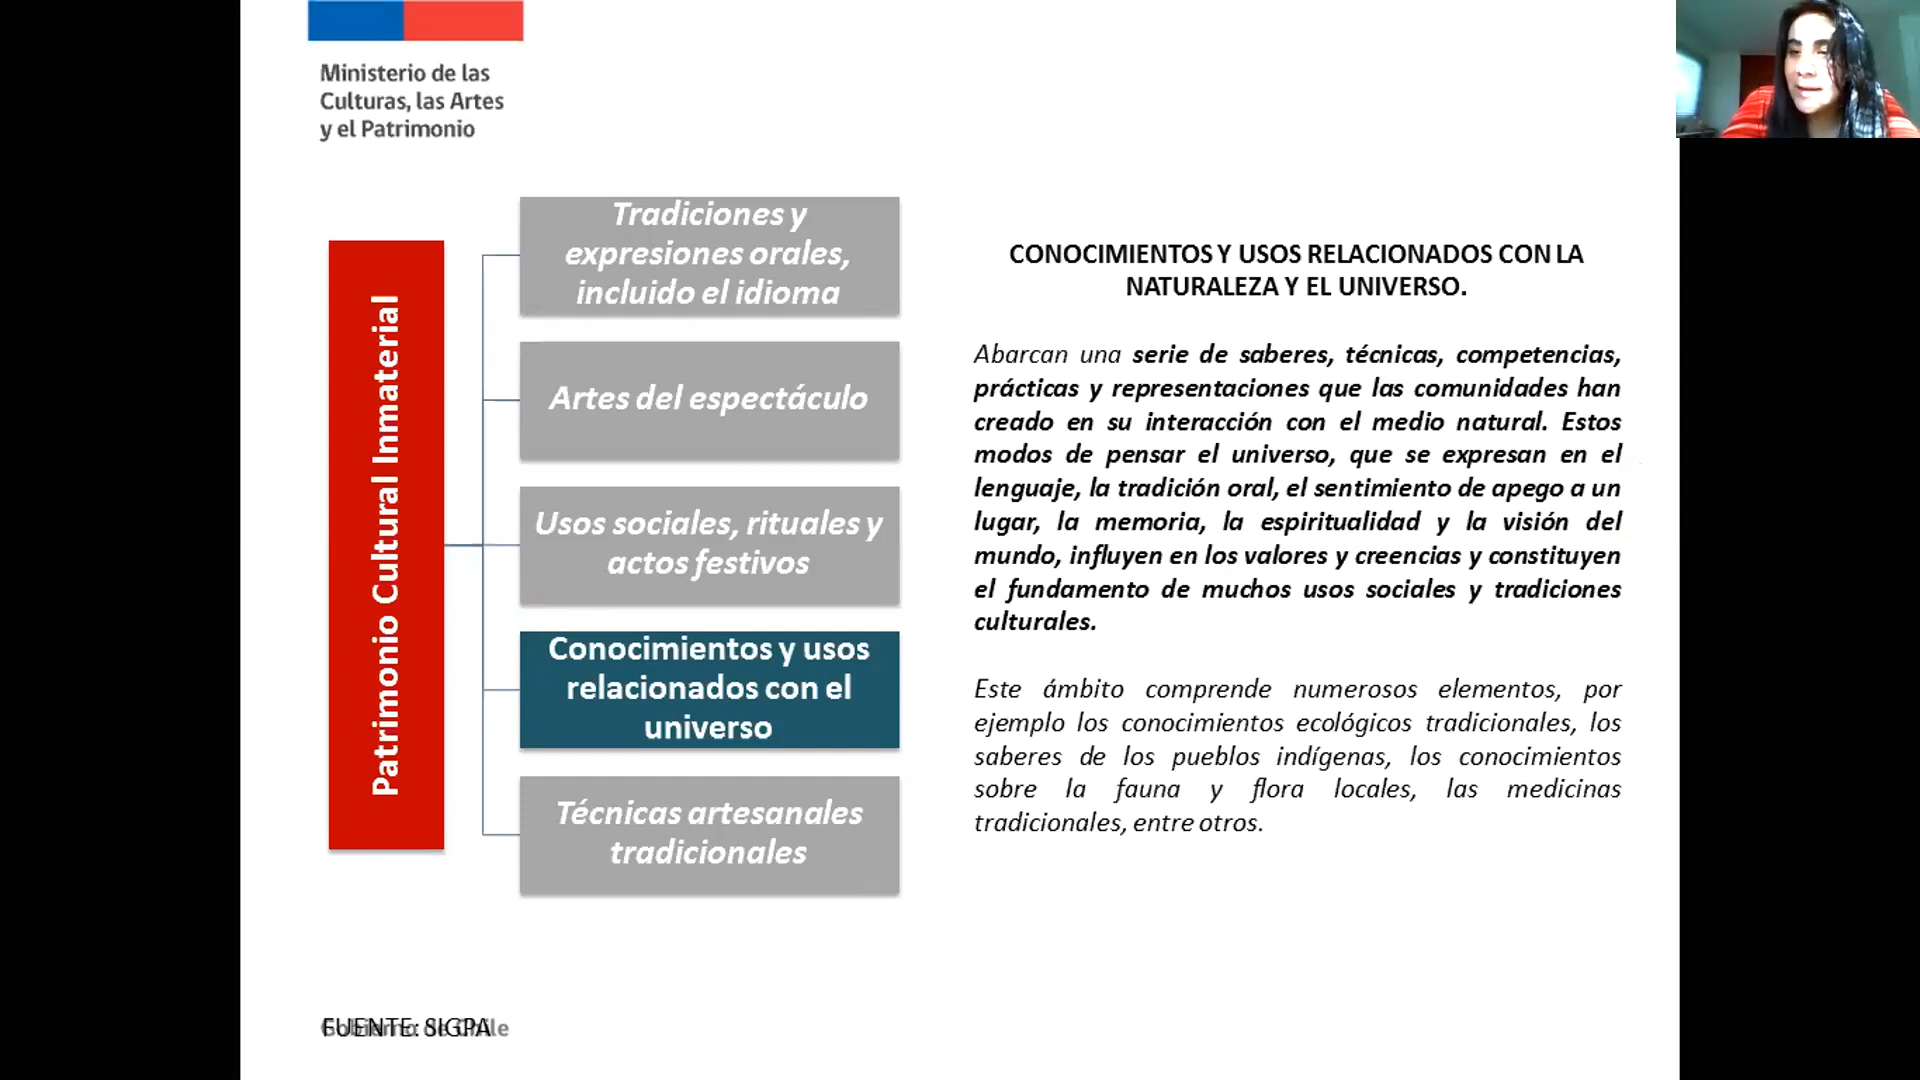 Ministerio de las
Culturas, las Artes
y el Patrimonio
Patrimonio Cultural Inmaterial
Tradiciones y
expresiones orales,
incluido el idioma
Artes del espectáculo
Usos sociales, rituales y
actos festivos
Conocimientos y usos
relacionados con el
universo
Técnicas artesanales
tradicionales
CONOCIMIENTOS Y USOS RELACIONADOS CON LA
NATURALEZA Y EL UNIVERSO.
Abarcan una serie de saberes, técnicas, competencias,
prácticas y representaciones que las comunidades han
creado en su interacción con el medio natural. Estos
modos de pensar el universo, que se expresan en el
lenguaje, la tradición oral, el sentimiento de apego a un
lugar, la memoria, la espiritualidad y la visión del
mundo, influyen en los valores y creencias y constituyen
el fundamento de muchos usos sociales y tradiciones
culturales.
Este ámbito comprende numerosos elementos, por
ejemplo los conocimientos ecológicos tradicionales, los
saberes de los pueblos indígenas, los conocimientos
sobre la fauna y flora locales, las medicinas
tradicionales, entre otros.
FUENTE: SIGPA
Gobierno de Chile